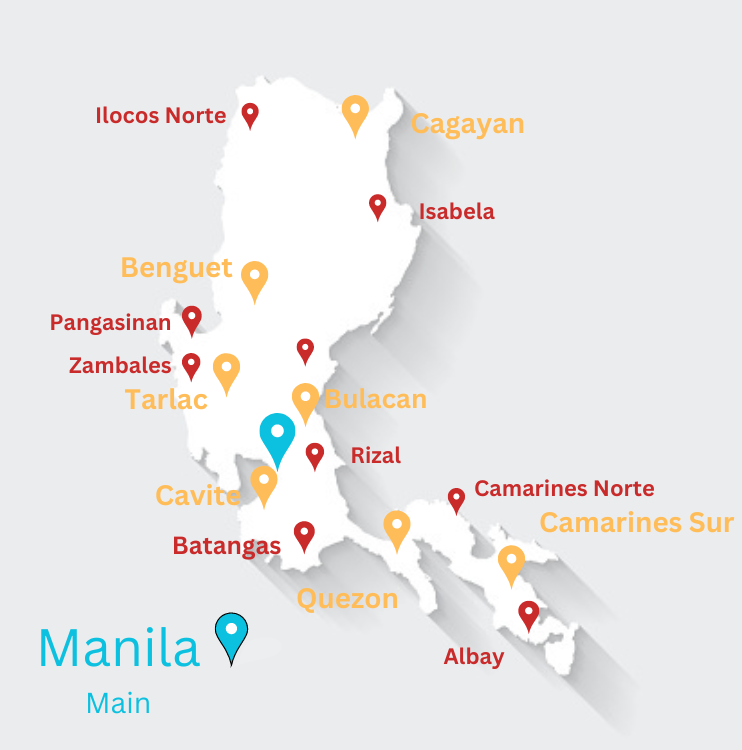 Ilocos Norte
Cagayan
Isabela
Benguet
Pangasinan
Zambales
Tarlac
Bulacan
Rizal
Cavite
Camarines Norte
Camarines Sur
Batangas
Quezon
Albay
Manila
Main